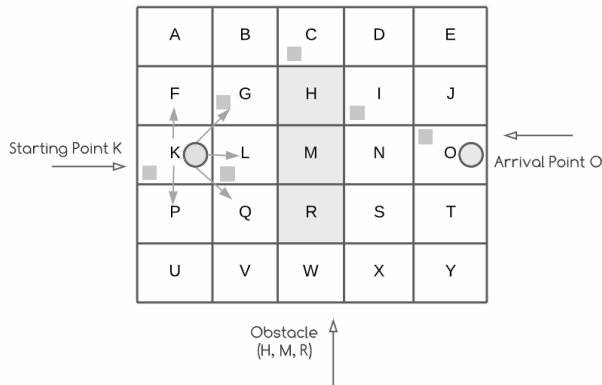 A B C D E
F G H I J
Starting Point K
K L M N O
Arrival Point O
P Q R S T
U V W X Y
Obstacle
(H, M, R)